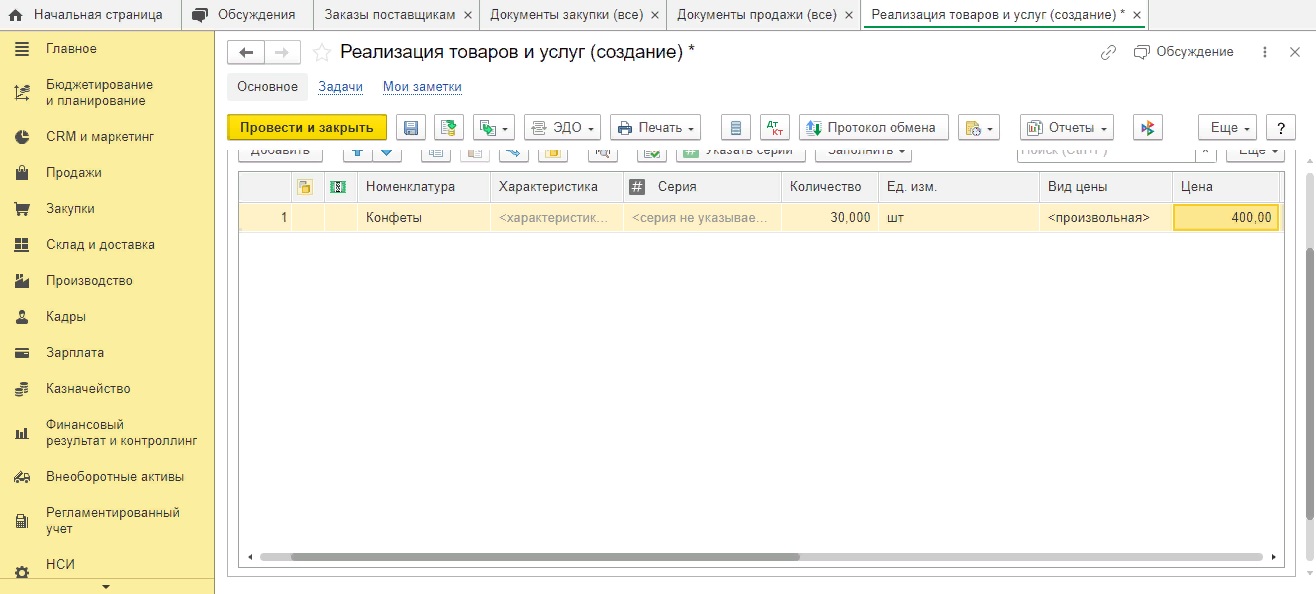 Начальная страница
Обсуждения
Заказы поставщикам ×
Документы закупки (все) ×
Документы продажи (все) ×
Реализация товаров и услуг (создание) * ×
Главное
Бюджетирование
и планирование
CRM и маркетинг
Продажи
Закупки
Склад и доставка
Производство
Кадры
Зарплата
Казначейство
Финансовый
результат и контроллинг
Внеоборотные активы
Регламентированный
учет
НСИ
Реализация товаров и услуг (создание) *
Обсуждение
Основное Задачи Мои заметки
Провести и закрыть ЭДО Печать Дт Кт Протокол обмена Отчеты Еще ?
Добавить Указать серии Заполнить Поиск (Ctrl+F) × Еще
Номенклатура Характеристика # Серия Количество Ед. изм. Вид цены Цена
1 Конфеты <характеристик... <серия не указывае... 30,000 шт <произвольная> 400,00